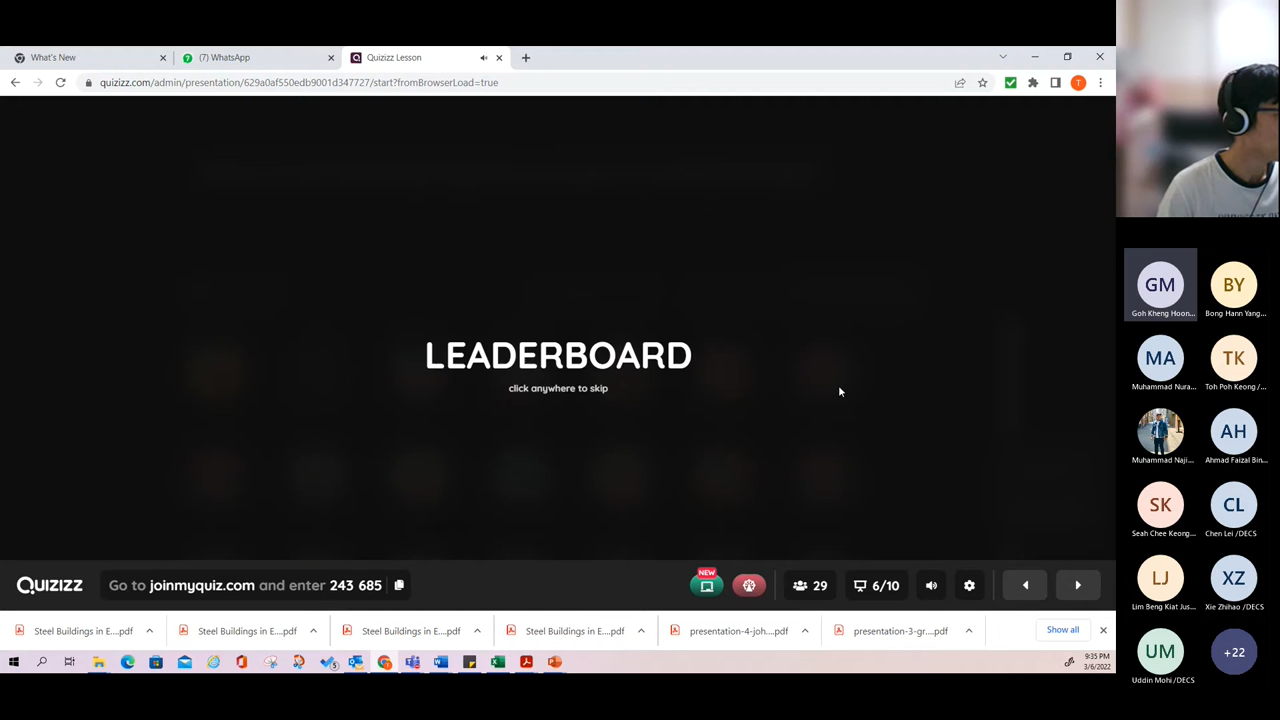 What's New
(7) WhatsApp
Quizizz Lesson
quizizz.com/admin/presentation/629a0af550edb9001d347727/start?fromBrowserLoad=true
T
LEADERBOARD
click anywhere to skip
QUIZIZZ
Go to joinmyquiz.com and enter 243 685
NEW
29
6/10
Steel Buildings in E....pdf
Steel Buildings in E....pdf
Steel Buildings in E....pdf
Steel Buildings in E....pdf
presentation-4-joh....pdf
presentation-3-gr....pdf
Show all
9:35 PM
3/6/2022
GM
Goh Kheng Hoon...
BY
Bong Hann Yang...
MA
Muhammad Nura...
TK
Toh Poh Keong /...
Muhammad Naji...
AH
Ahmad Faizal Bin...
SK
Seah Chee Keong...
CL
Chen Lei /DECS
LJ
Lim Beng Kiat Jus...
XZ
Xie Zhihao /DECS
UM
Uddin Mohi /DECS
+22